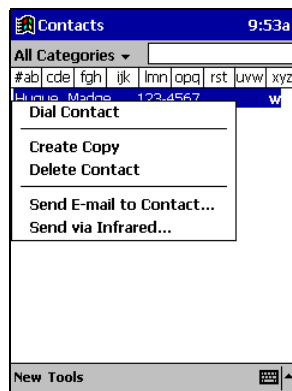 Contacts 9:53a
All Categories
#ab cde fgh ijk lmn opq rst uvw xyz
Huque, Madge 123-4567 w
Dial Contact
Create Copy
Delete Contact
Send E-mail to Contact...
Send via Infrared...
New Tools